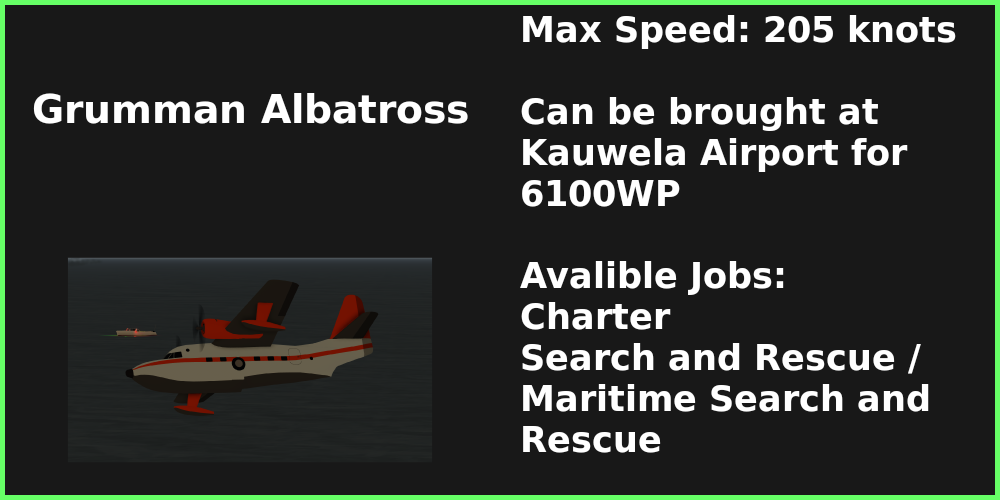 Grumman Albatross
Max Speed: 205 knots
Can be brought at
Kauwela Airport for
6100WP
Avalible Jobs:
Charter
Search and Rescue /
Maritime Search and
Rescue